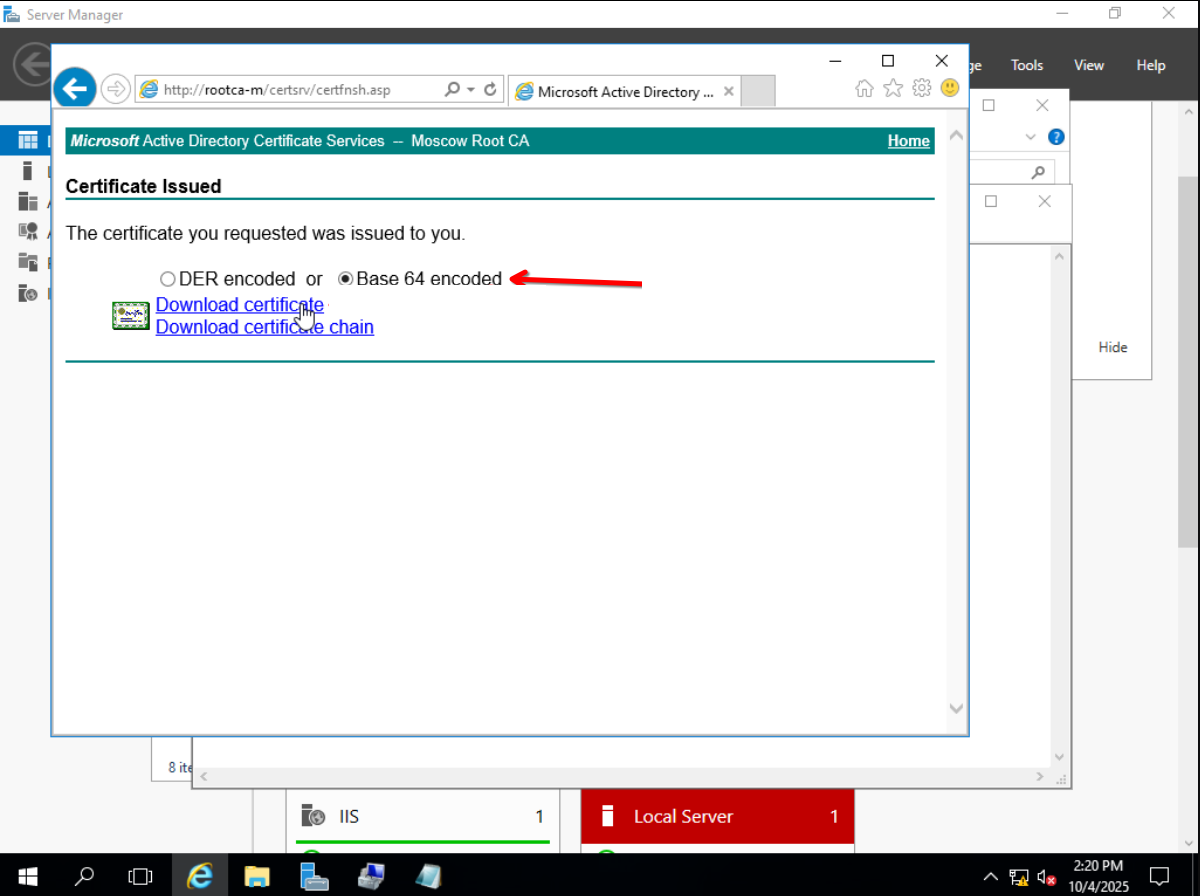 Server Manager
ge Tools View Help
http://rootca-m/certsrv/certfnsh.asp
Microsoft Active Directory ...
Microsoft Active Directory Certificate Services -- Moscow Root CA
Home
Certificate Issued
The certificate you requested was issued to you.
DER encoded or Base 64 encoded
Download certificate
Download certificate chain
Hide
8 ite
IIS 1
Local Server 1
2:20 PM
10/4/2025